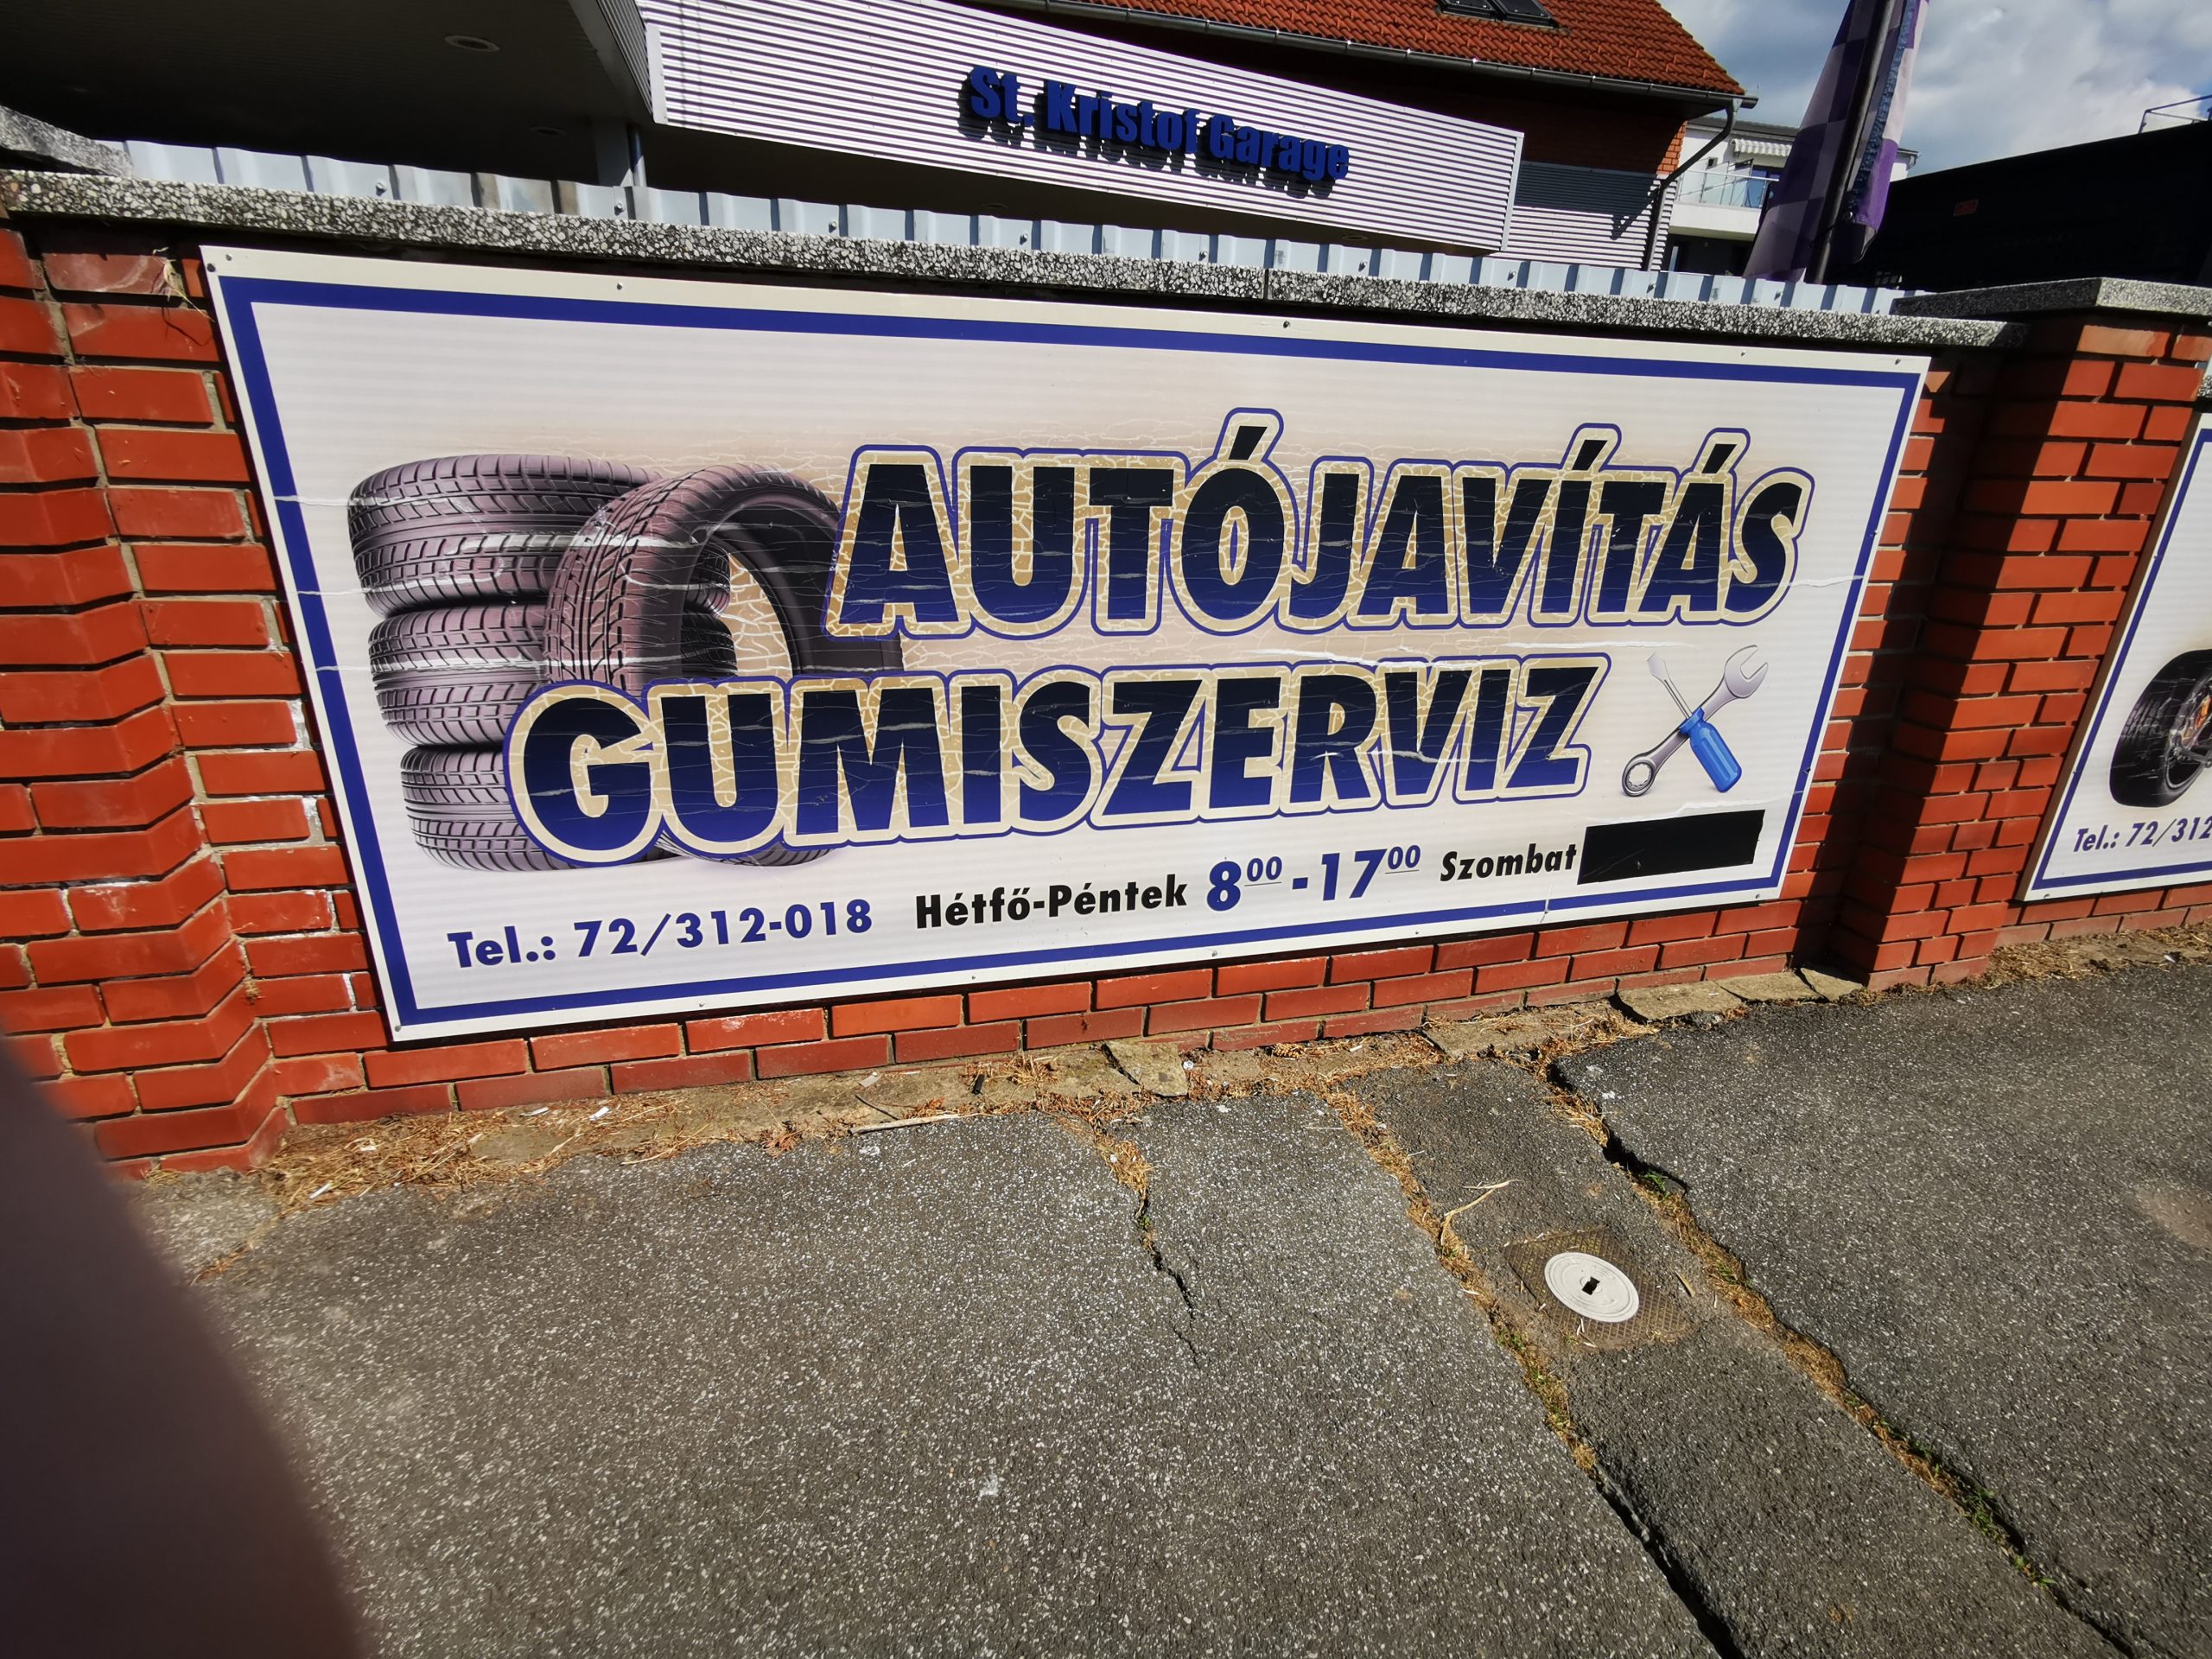 St. Kristof Garage
AUTÓJAVÍTÁS
GUMISZERVIZ
Tel.: 72/312-018 Hétfő-Péntek 8⁰⁰-17⁰⁰ Szombat
Tel.: 72/312